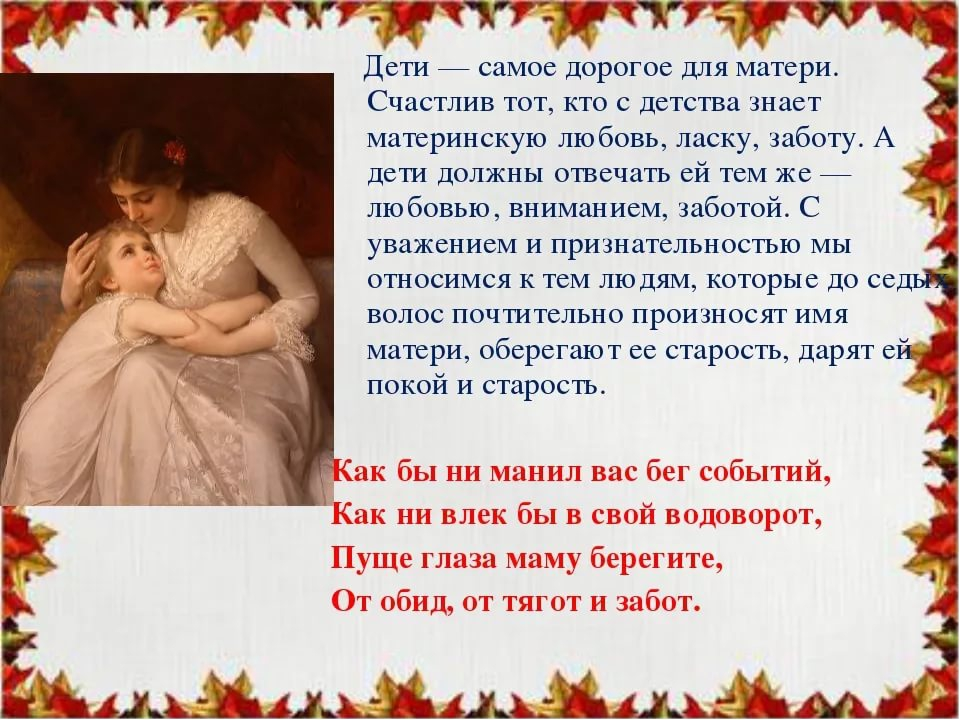 Дети — самое дорогое для матери.
Счастлив тот, кто с детства знает
материнскую любовь, ласку, заботу. А
дети должны отвечать ей тем же —
любовью, вниманием, заботой. С
уважением и признательностью мы
относимся к тем людям, которые до седых
волос почтительно произносят имя
матери, оберегают ее старость, дарят ей
покой и старость.
Как бы ни манил вас бег событий,
Как ни влек бы в свой водоворот,
Пуще глаза маму берегите,
От обид, от тягот и забот.